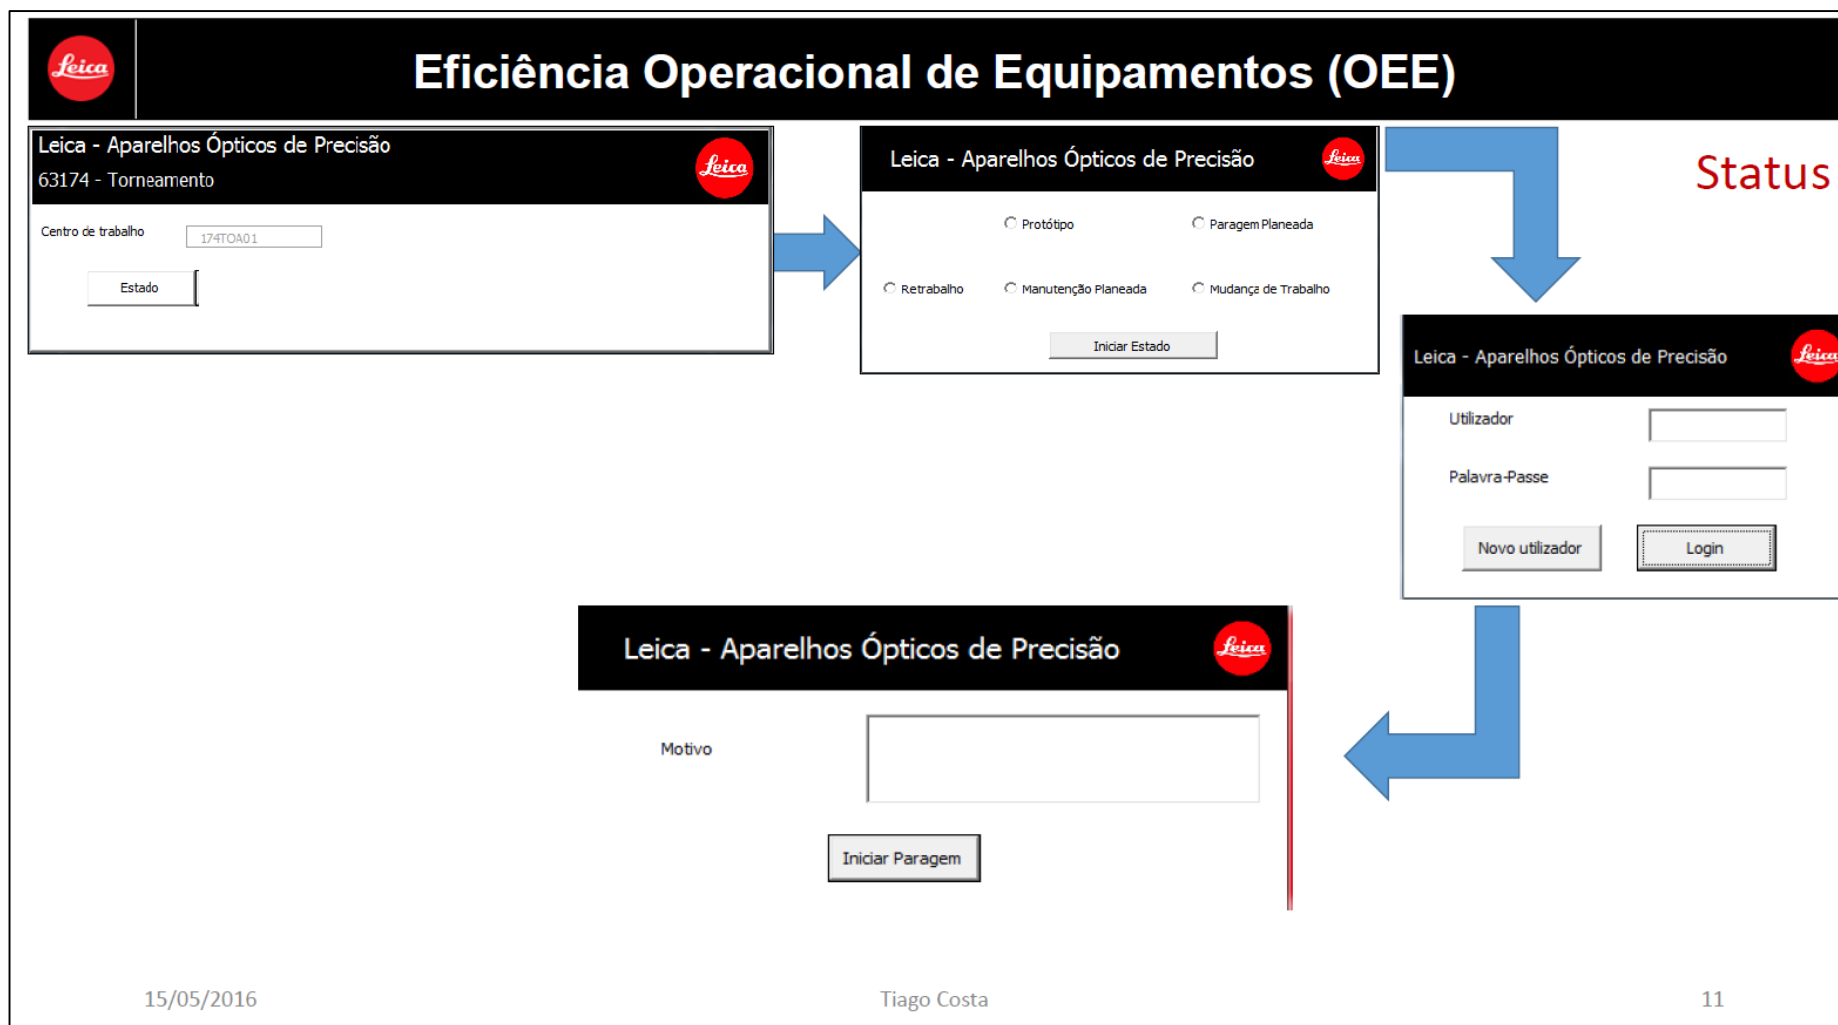 Leica
Eficiência Operacional de Equipamentos (OEE)
Leica - Aparelhos Ópticos de Precisão
63174 - Torneamento
Leica
Centro de trabalho
174TOA01
Estado
Leica - Aparelhos Ópticos de Precisão
Leica
Protótipo
Paragem Planeada
Retrabalho
Manutenção Planeada
Mudança de Trabalho
Iniciar Estado
Status
Leica - Aparelhos Ópticos de Precisão
Leica
Utilizador
Palavra-Passe
Novo utilizador
Login
Leica - Aparelhos Ópticos de Precisão
Leica
Motivo
Iniciar Paragem
15/05/2016
Tiago Costa
11